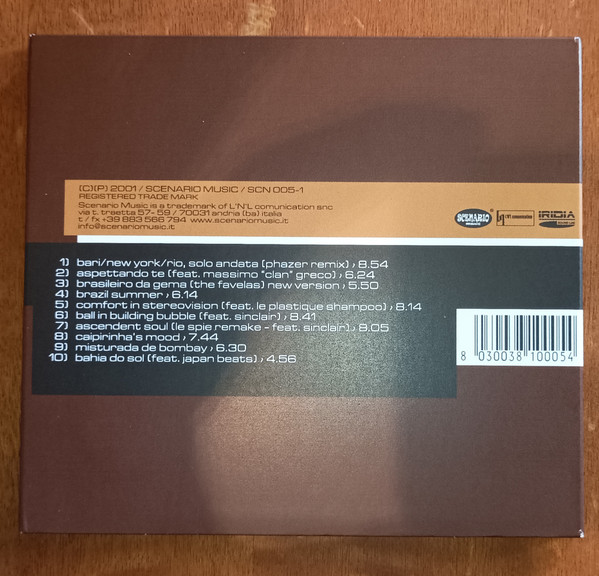 (C)(P) 2001 / SCENARIO MUSIC / SCN 005-1
REGISTERED TRADE MARK
Scenario Music is a trademark of L'N'L comunication snc
via t. traetta 57- 59 / 70031 andria (ba) italia
t / fx +39 883 566 794 www.scenariomusic.it
info@scenariomusic.it
SCENARIO
IRIDIA
1) bari/new york/rio, solo andata (phazer remix) › 8.54
2) aspettando te (feat. massimo "clan" greco) › 6.24
3) brasileiro da gema (the favelas) new version › 5.50
4) brazil summer › 6.14
5) comfort in stereovision (feat. le plastique shampoo) › 8.14
6) ball in building bubble (feat. sinclair) › 8.41
7) ascendent soul (le spie remake - feat. sinclair) › 8.05
8) caipirinha's mood › 7.44
9) misturada de bombay › 6.30
10) bahia do sol (feat. japan beats) › 4.56
8 030038 100054